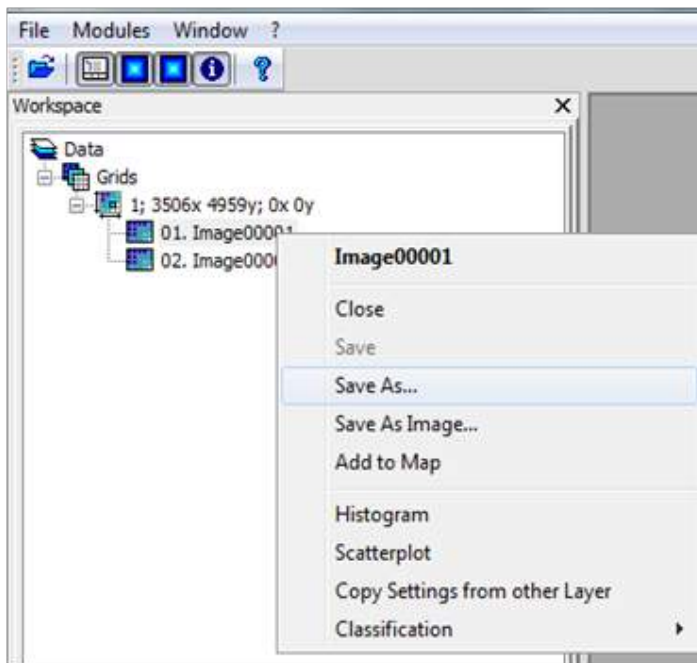 File Modules Window ?
Workspace
Data
Grids
1; 3506x 4959y; 0x 0y
01. Image00001
02. Image000
Image00001
Close
Save
Save As...
Save As Image...
Add to Map
Histogram
Scatterplot
Copy Settings from other Layer
Classification